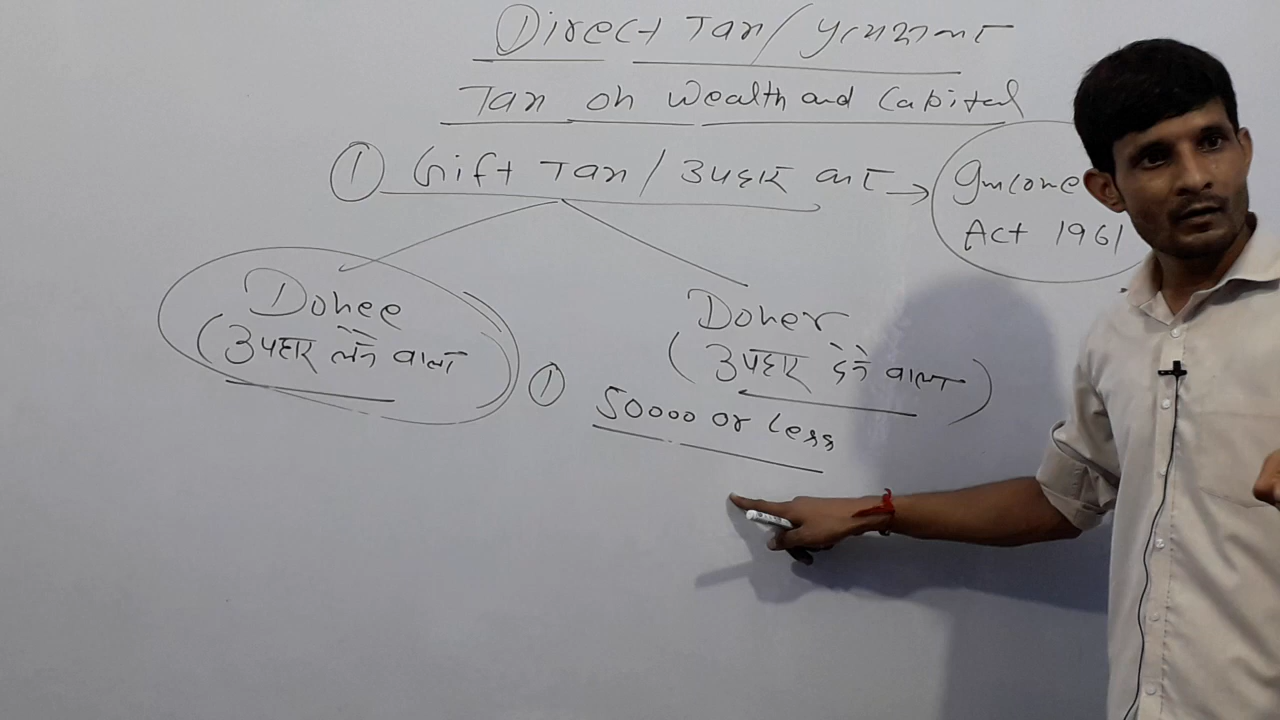 Direct Tax/प्रत्यक्ष कर
Tax on Wealth and Capital
① Gift Tax/उपहार कर →
Income
Act 1961
Donee
(उपहार लेने वाला
Doner
(उपहार देने वाला)
① 50000 or Less